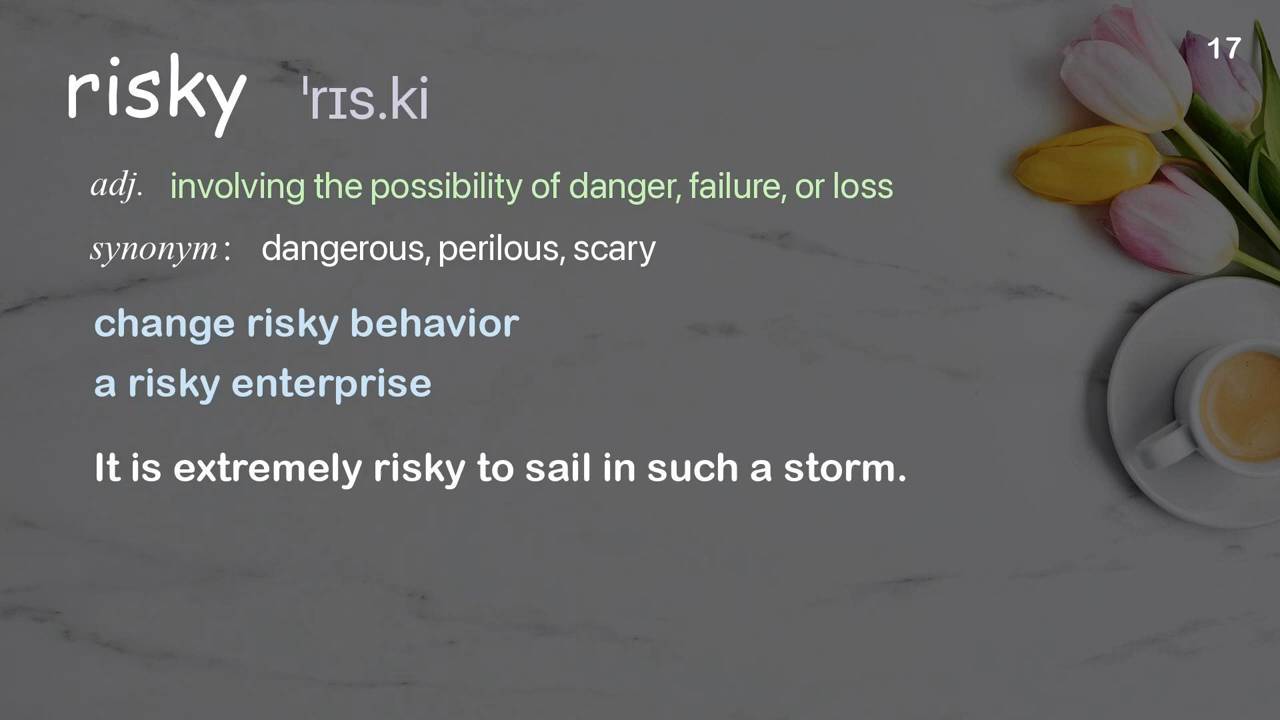 17
risky ˈrɪs.ki
adj. involving the possibility of danger, failure, or loss
synonym : dangerous, perilous, scary
change risky behavior
a risky enterprise
It is extremely risky to sail in such a storm.